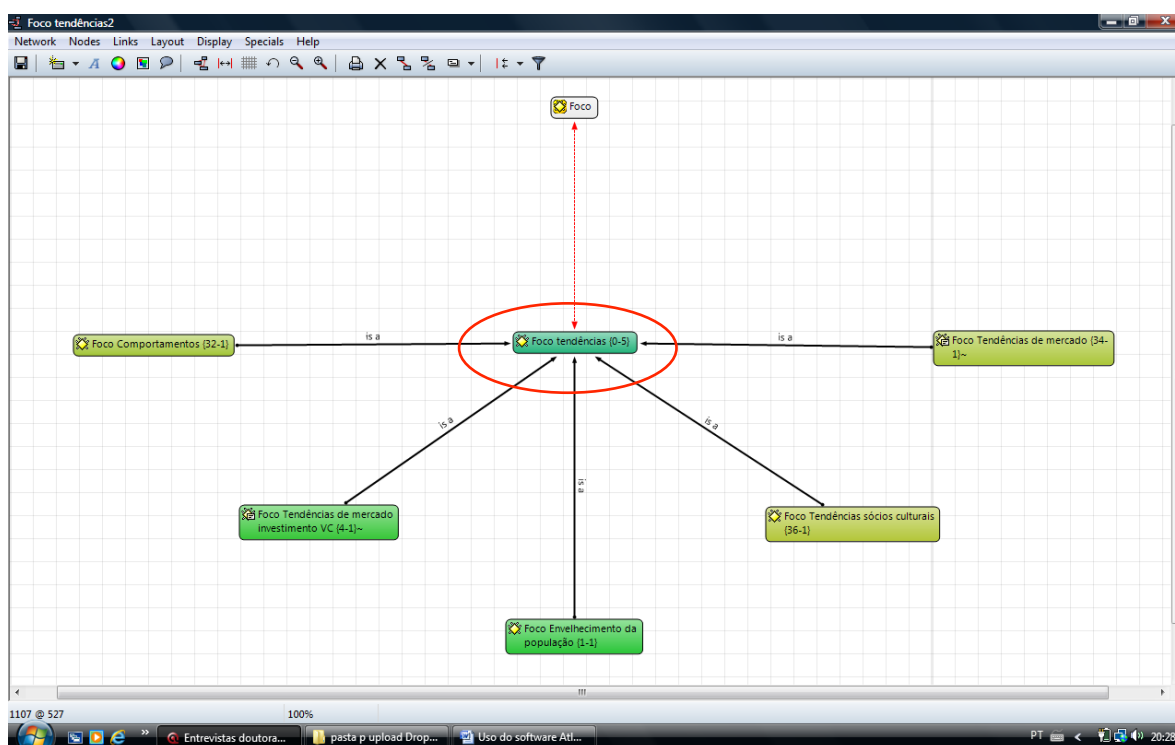 Foco tendências2
Network Nodes Links Layout Display Specials Help
Foco
is a
is a
Foco Comportamentos {32-1}
Foco tendências {0-5}
Foco Tendências de mercado {34-
1}~
is a
is a
is a
Foco Tendências de mercado
investimento VC {4-1}~
Foco Tendências sócios culturais
{36-1}
Foco Envelhecimento da
população {1-1}
1107 @ 527
100%
Entrevistas doutora...
pasta p upload Drop...
Uso do software Atl...
PT
20:28